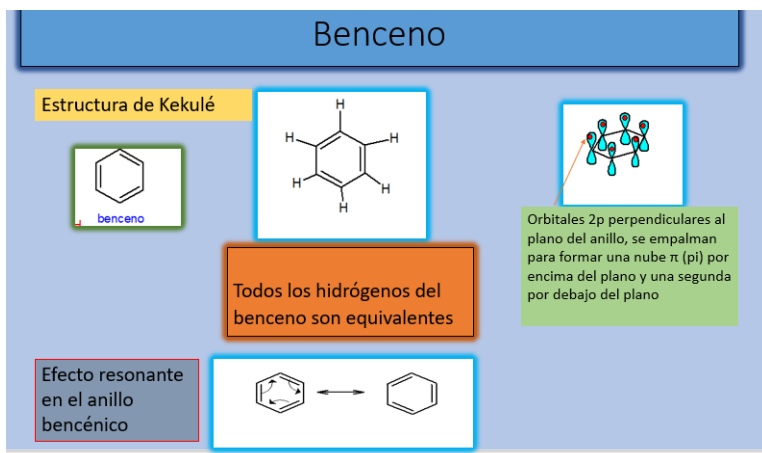 Benceno
Estructura de Kekulé
benceno
H
H
H
H
H
H
Orbitales 2p perpendiculares al
plano del anillo, se empalman
para formar una nube π (pi) por
encima del plano y una segunda
por debajo del plano
Todos los hidrógenos del
benceno son equivalentes
Efecto resonante
en el anillo
bencénico